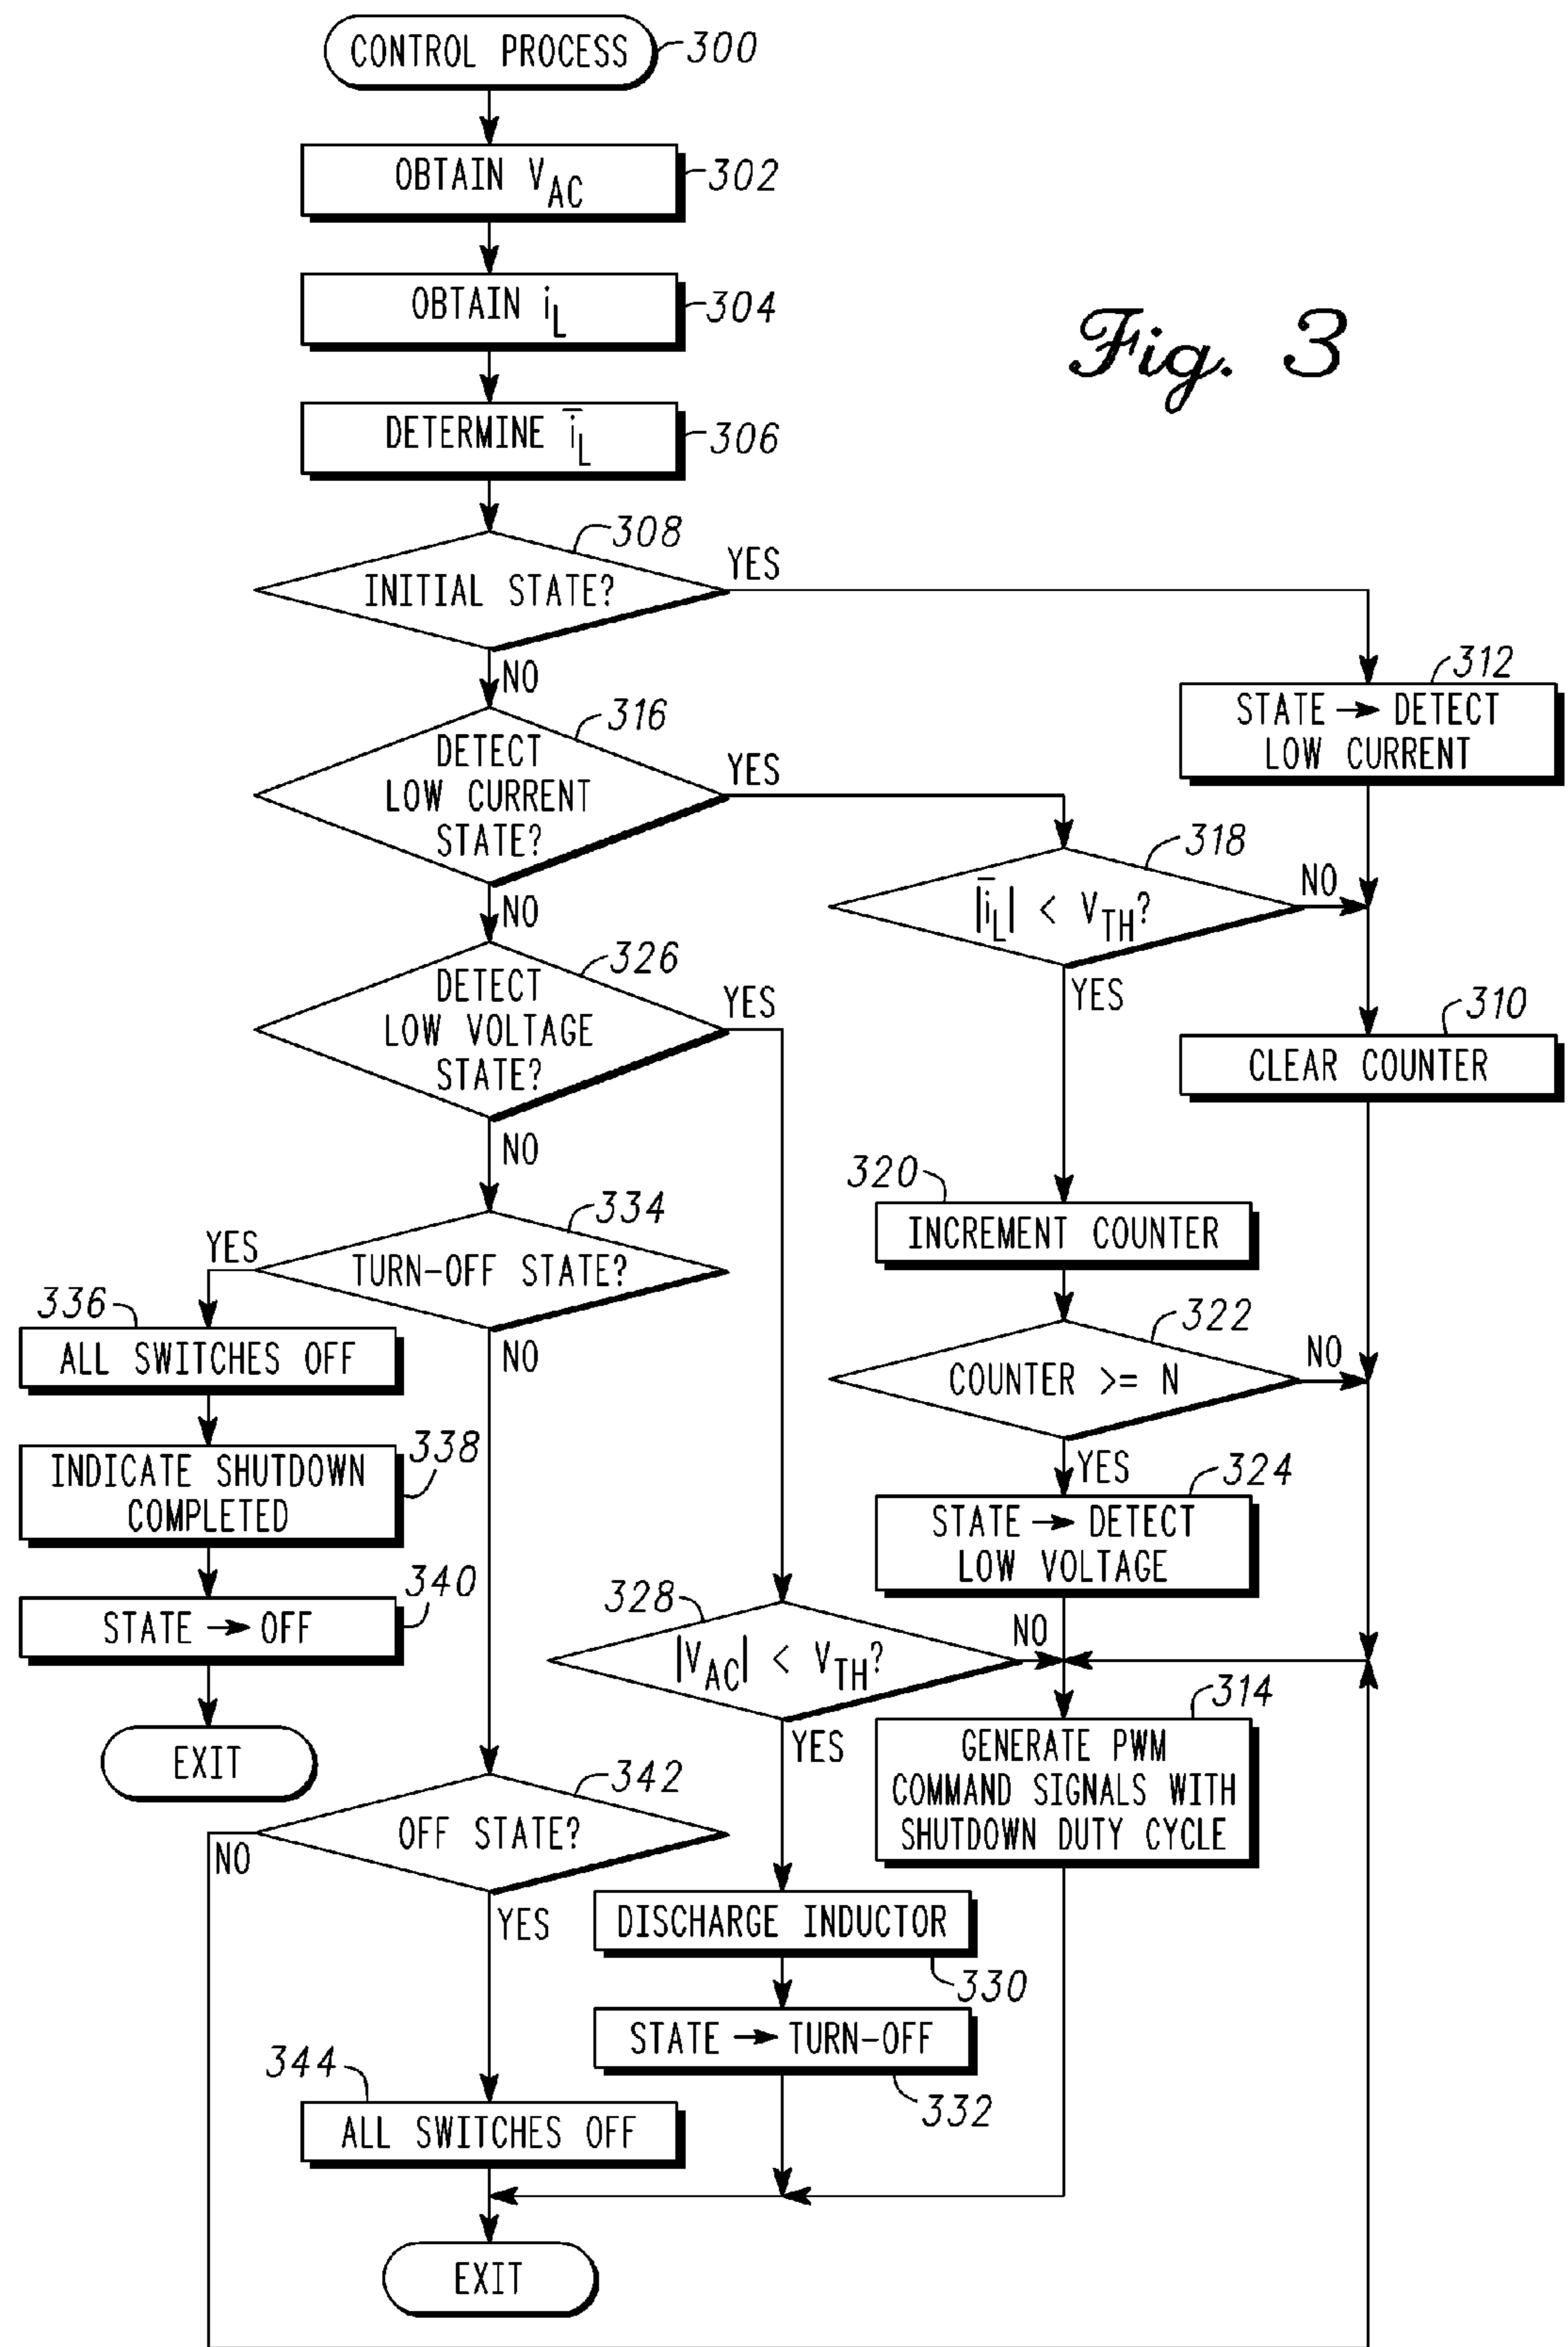 CONTROL PROCESS
300
OBTAIN V_AC
302
OBTAIN i_L
304
Fig. 3
DETERMINE i̅_L
306
308
INITIAL STATE?
YES
NO
312
STATE → DETECT
LOW CURRENT
316
DETECT
LOW CURRENT
STATE?
YES
NO
318
|i̅_L| < V_TH?
NO
YES
326
DETECT
LOW VOLTAGE
STATE?
YES
NO
310
CLEAR COUNTER
320
INCREMENT COUNTER
334
TURN-OFF STATE?
YES
NO
336
ALL SWITCHES OFF
322
COUNTER >= N
NO
YES
338
INDICATE SHUTDOWN
COMPLETED
324
STATE → DETECT
LOW VOLTAGE
340
STATE → OFF
EXIT
328
|V_AC| < V_TH?
NO
YES
314
GENERATE PWM
COMMAND SIGNALS WITH
SHUTDOWN DUTY CYCLE
342
OFF STATE?
NO
YES
DISCHARGE INDUCTOR
330
STATE → TURN-OFF
332
344
ALL SWITCHES OFF
EXIT